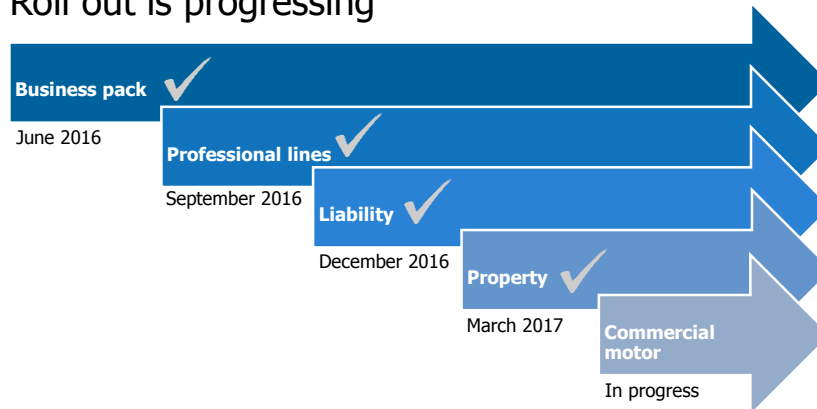 Roll out is progressing
Business pack
June 2016
Professional lines
September 2016
Liability
December 2016
Property
March 2017
Commercial
motor
In progress